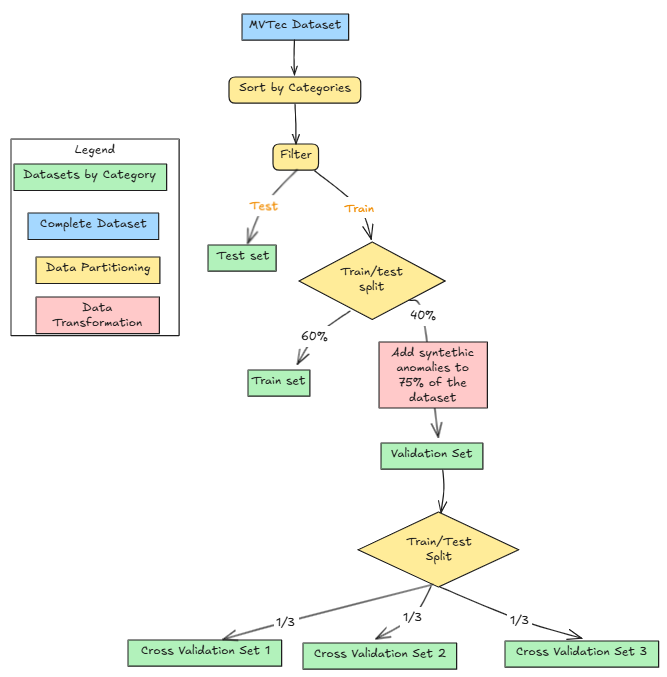 MVTec Dataset
Sort by Categories
Filter
Legend
Datasets by Category
Complete Dataset
Data Partitioning
Data
Transformation
Test
Train
Test set
Train/test
split
60%
40%
Train set
Add syntethic
anomalies to
75% of the
dataset
Validation Set
Train/Test
Split
1/3
1/3
1/3
Cross Validation Set 1
Cross Validation Set 2
Cross Validation Set 3